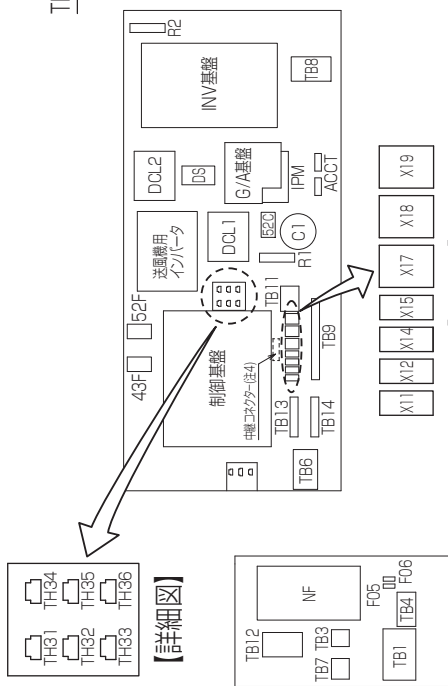 TH
R2
INV基盤
TB8
DCL2
DS
G/A基盤
IPM
ACCT
送風機用
インバータ
DCL1
52C
C1
R1
52F
43F
制御基盤
中継コネクター(注4)
TB11
TB9
TB13
TB14
TB6
X11
X12
X14
X15
X17
X18
X19
TH31
TH32
TH33
TH34
TH35
TH36
【詳細図】
NF
TB12
TB7
TB3
F05
F06
TB4
TB1